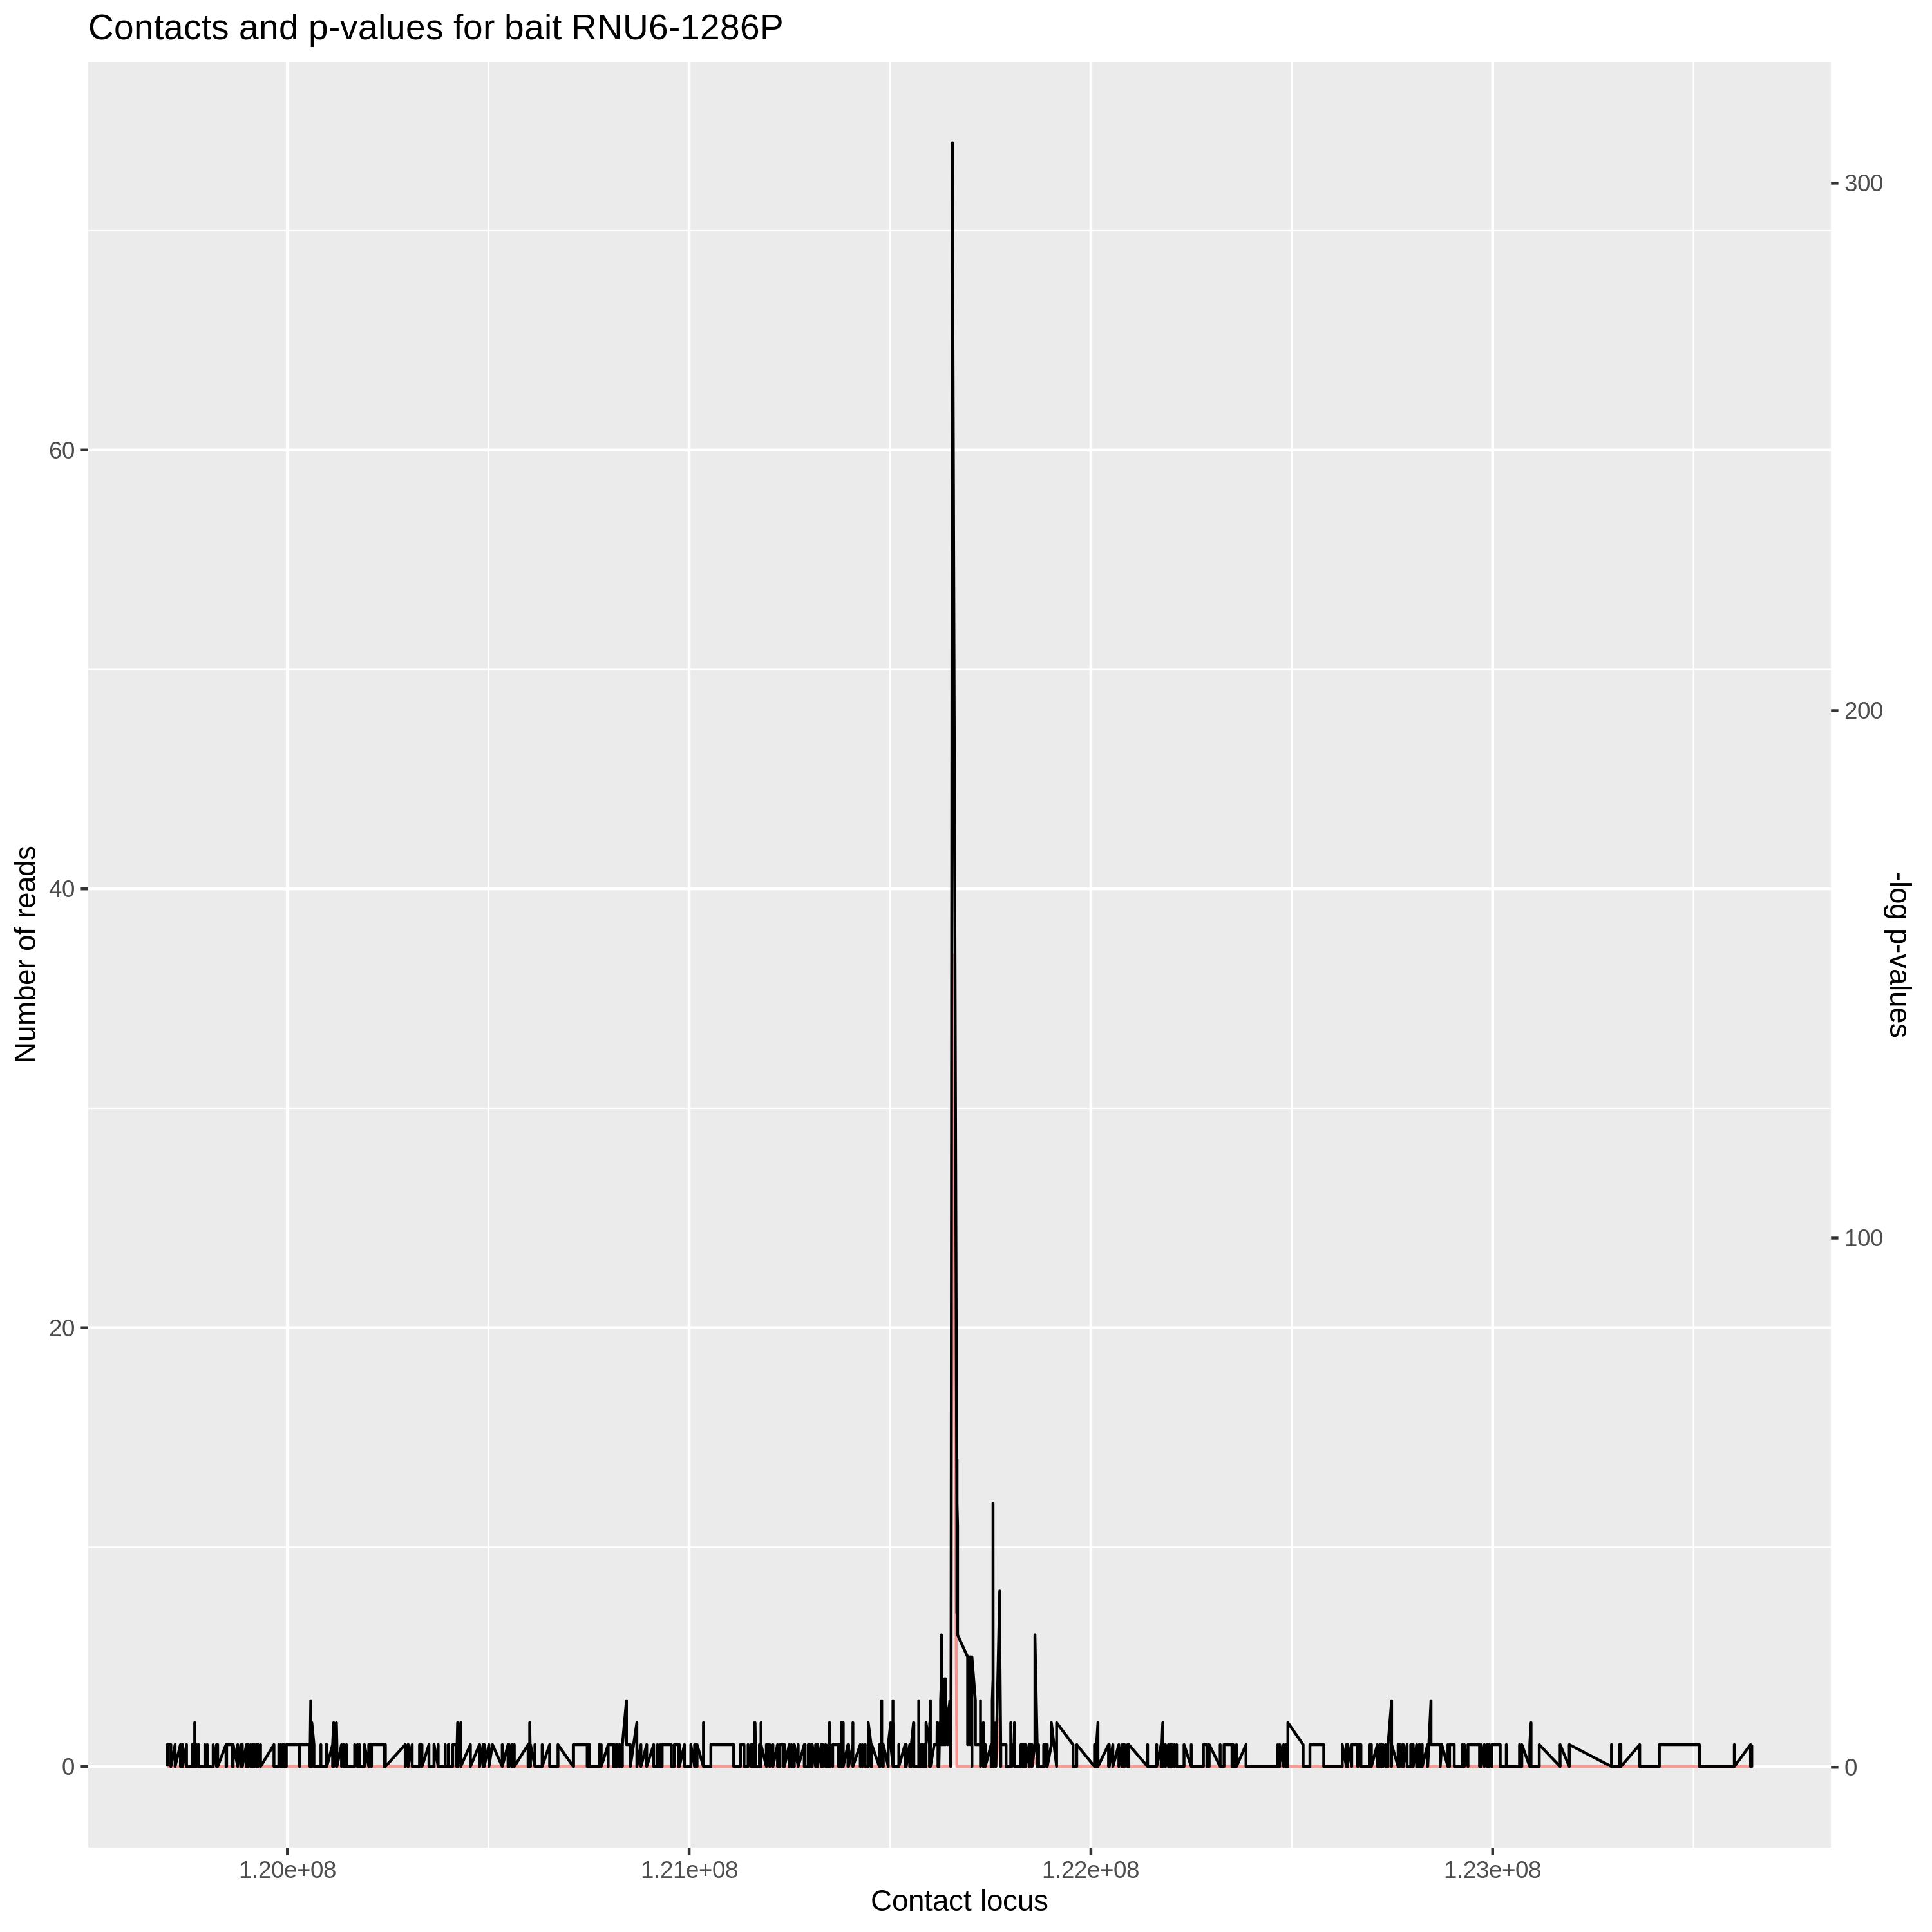 Contacts and p-values for bait RNU6-1286P
300
60
200
40
Number of reads
-log p-values
100
20
0
0
1.20e+08
1.21e+08
1.22e+08
1.23e+08
Contact locus